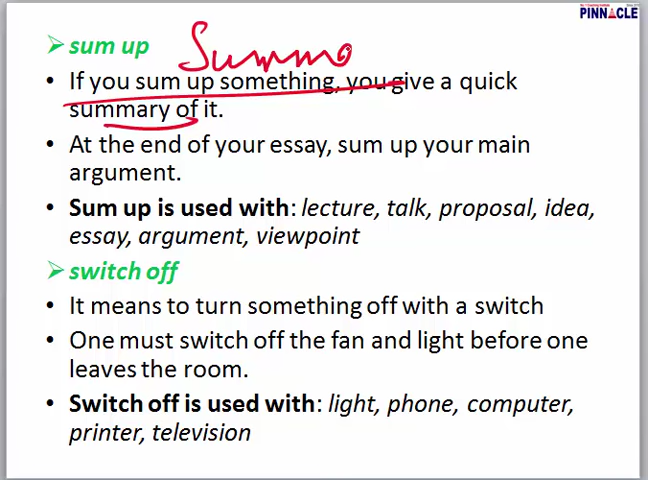 PINNACLE
sum up Summa
• If you sum up something, you give a quick
summary of it.
• At the end of your essay, sum up your main
argument.
• Sum up is used with: lecture, talk, proposal, idea,
essay, argument, viewpoint
switch off
• It means to turn something off with a switch
• One must switch off the fan and light before one
leaves the room.
• Switch off is used with: light, phone, computer,
printer, television